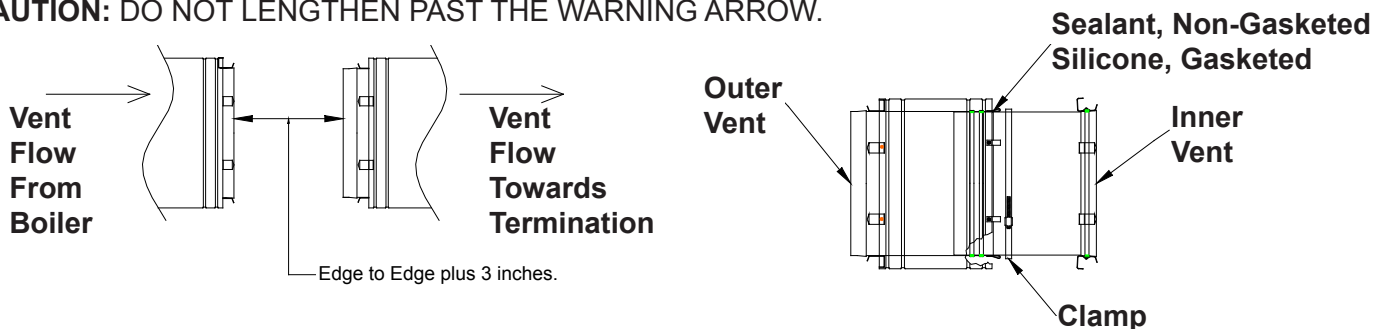 AUTION: DO NOT LENGTHEN PAST THE WARNING ARROW.
Vent
Flow
From
Boiler
Vent
Flow
Towards
Termination
Edge to Edge plus 3 inches.
Outer
Vent
Sealant, Non-Gasketed
Silicone, Gasketed
Inner
Vent
Clamp